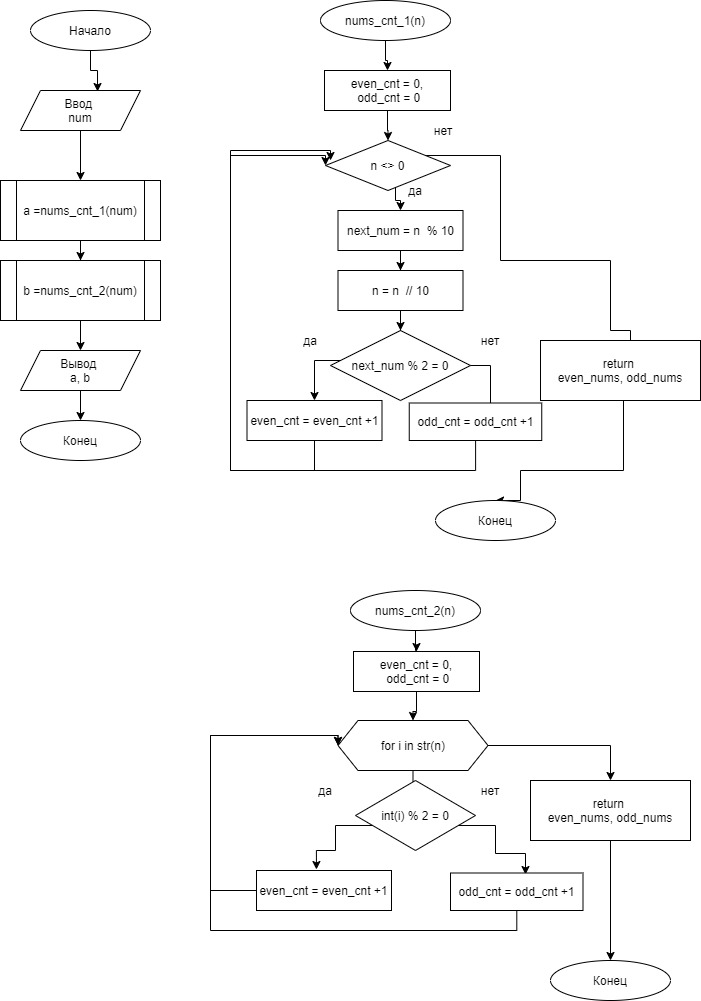 Начало
Ввод
num
a =nums_cnt_1(num)
b =nums_cnt_2(num)
Вывод
a, b
Конец
nums_cnt_1(n)
even_cnt = 0,
odd_cnt = 0
нет
n <> 0
да
next_num = n % 10
n = n // 10
да
нет
next_num % 2 = 0
return
even_nums, odd_nums
even_cnt = even_cnt +1
odd_cnt = odd_cnt +1
Конец
nums_cnt_2(n)
even_cnt = 0,
odd_cnt = 0
for i in str(n)
да
нет
int(i) % 2 = 0
return
even_nums, odd_nums
even_cnt = even_cnt +1
odd_cnt = odd_cnt +1
Конец